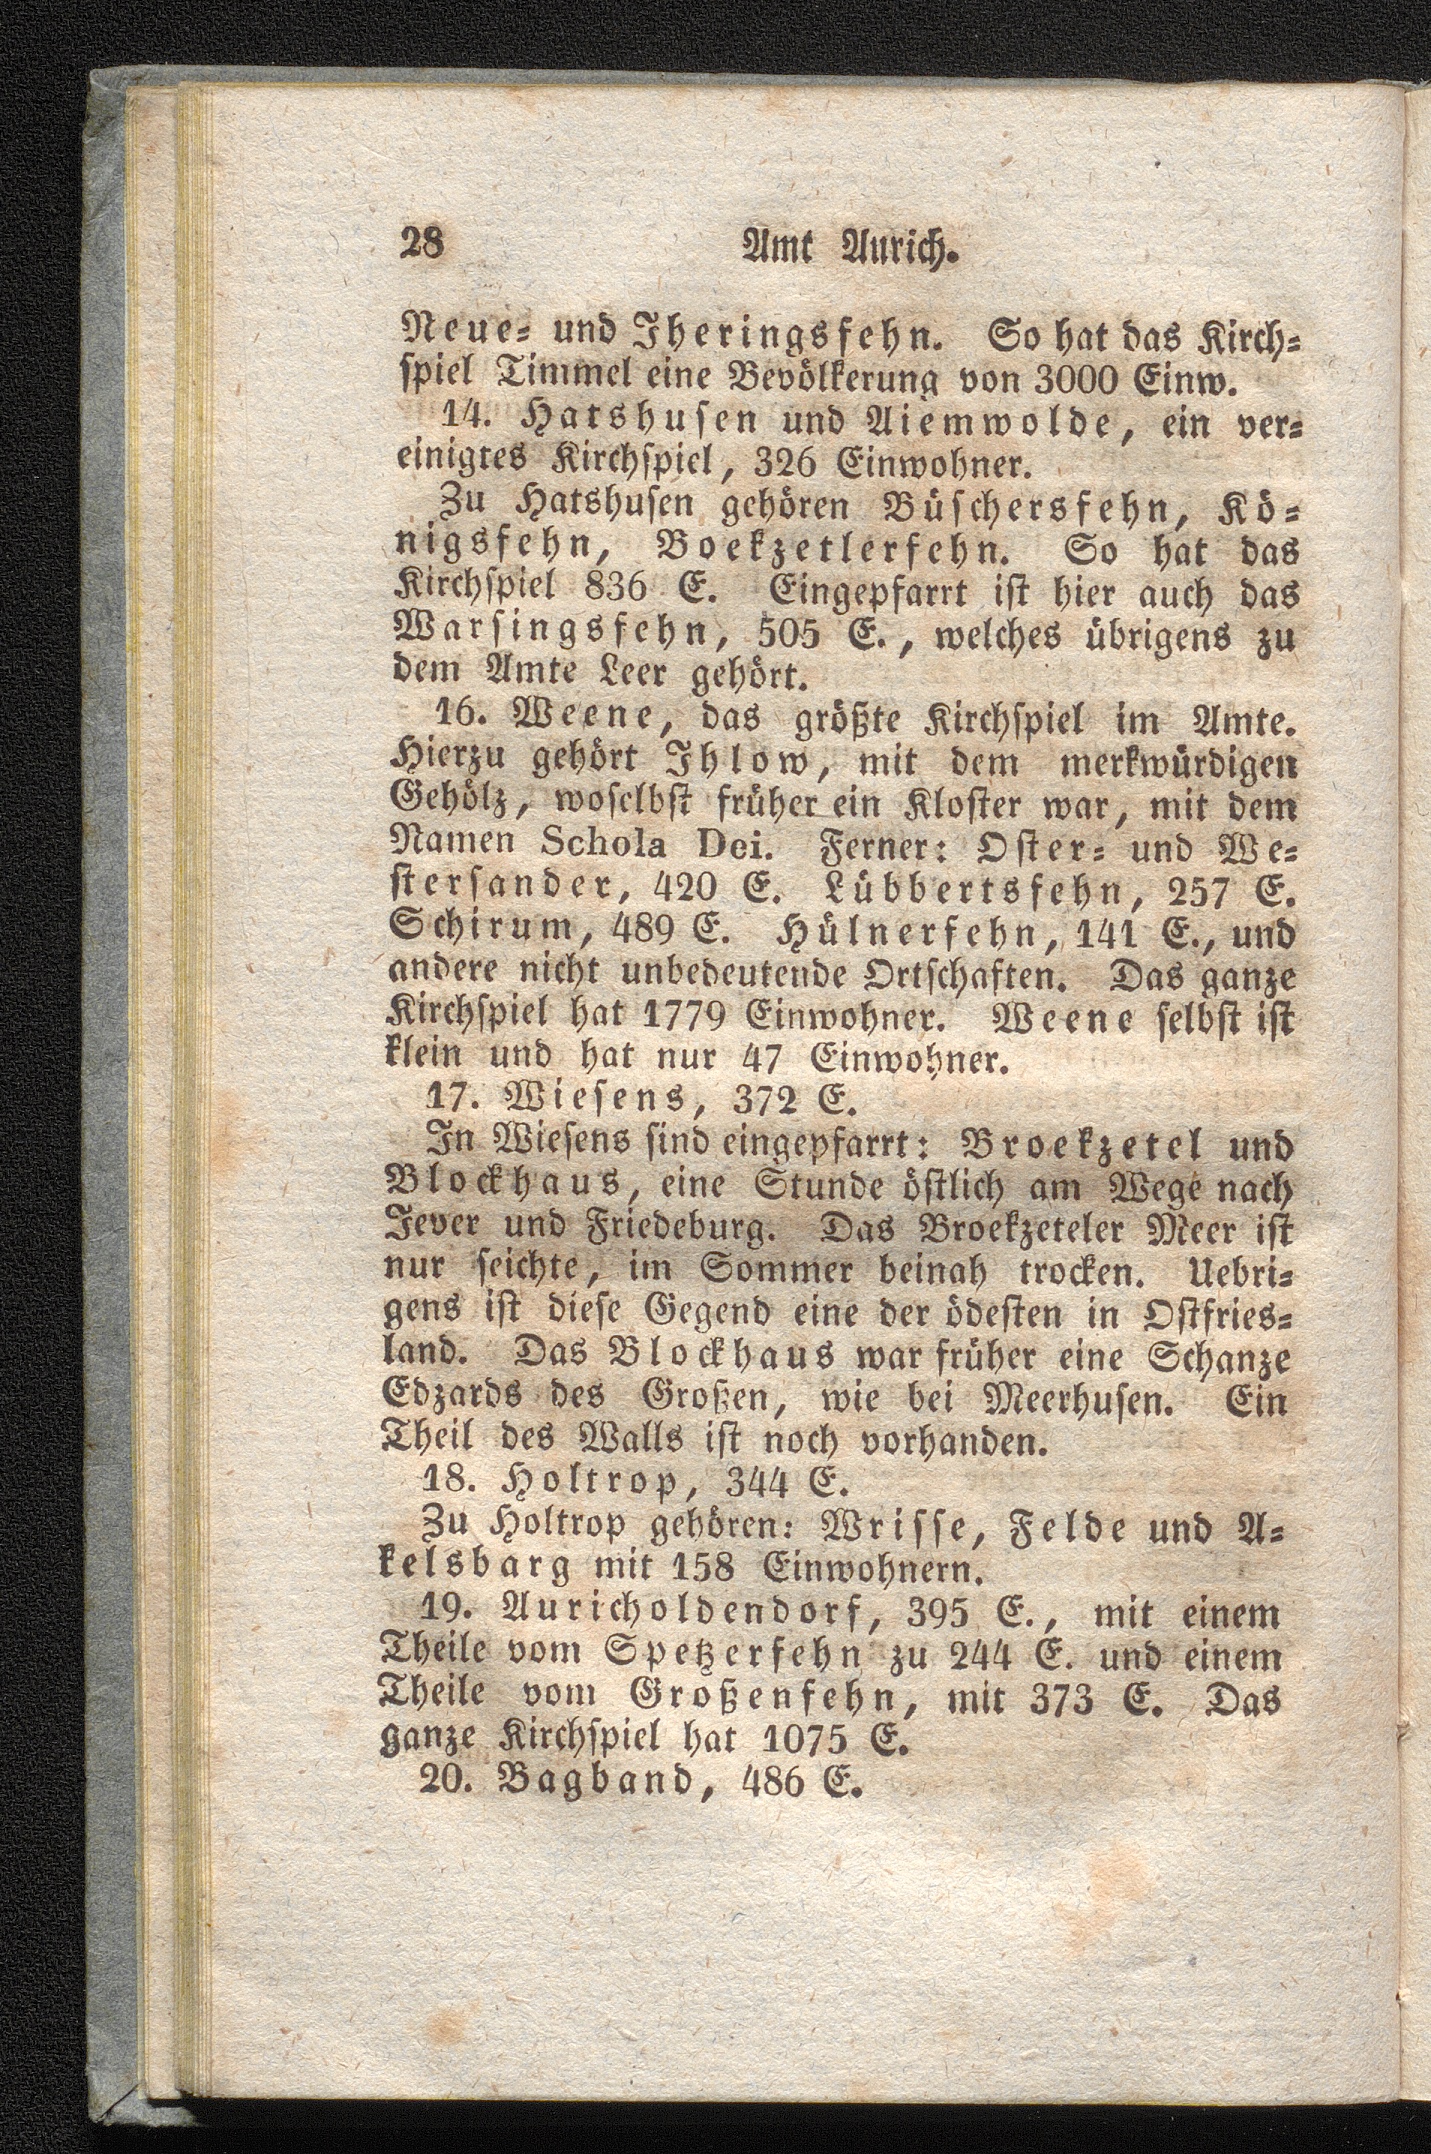 28 Amt Aurich.
Neue- und Iheringsfehn. So hat das Kirch-
spiel Timmel eine Bevölkerung von 3000 Einw.
14. Hatshusen und Aiemwolde, ein ver-
einigtes Kirchspiel, 326 Einwohner.
Zu Hatshusen gehören Büschersfehn, Kö-
nigsfehn, Boekzetlerfehn. So hat das
Kirchspiel 836 E. Eingepfarrt ist hier auch das
Warsingsfehn, 505 E., welches übrigens zu
dem Amte Leer gehört.
16. Weene, das größte Kirchspiel im Amte.
Hierzu gehört Ihlow, mit dem merkwürdigen
Gehölz, woselbst früher ein Kloster war, mit dem
Namen Schola Dei. Ferner: Oster- und We-
stersander, 420 E. Lübbertsfehn, 257 E.
Schirum, 489 E. Hülnerfehn, 141 E., und
andere nicht unbedeutende Ortschaften. Das ganze
Kirchspiel hat 1779 Einwohner. Weene selbst ist
klein und hat nur 47 Einwohner.
17. Wiesens, 372 E.
In Wiesens sind eingepfarrt: Broekzetel und
Blockhaus, eine Stunde östlich am Wege nach
Jever und Friedeburg. Das Broekzeteler Meer ist
nur seichte, im Sommer beinah trocken. Uebri-
gens ist diese Gegend eine der ödesten in Ostfries-
land. Das Blockhaus war früher eine Schanze
Edzards des Großen, wie bei Meerhusen. Ein
Theil des Walls ist noch vorhanden.
18. Holtrop, 344 E.
Zu Holtrop gehören: Wrisse, Felde und A-
kelsbarg mit 158 Einwohnern.
19. Auricholdendorf, 395 E., mit einem
Theile vom Spetzerfehn zu 244 E. und einem
Theile vom Großenfehn, mit 373 E. Das
ganze Kirchspiel hat 1075 E.
20. Bagband, 486 E.